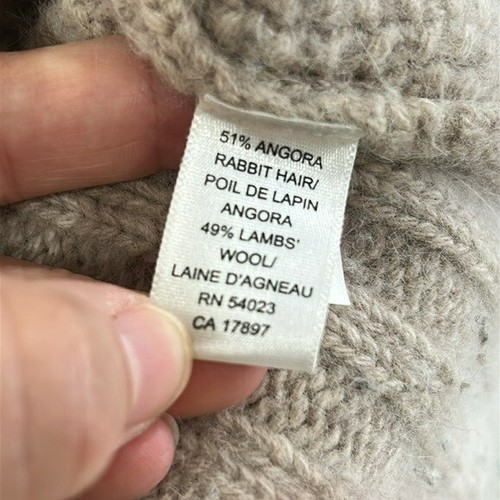 51% ANGORA
RABBIT HAIR/
POIL DE LAPIN
ANGORA
49% LAMBS'
WOOL/
LAINE D'AGNEAU
RN 54023
CA 17897